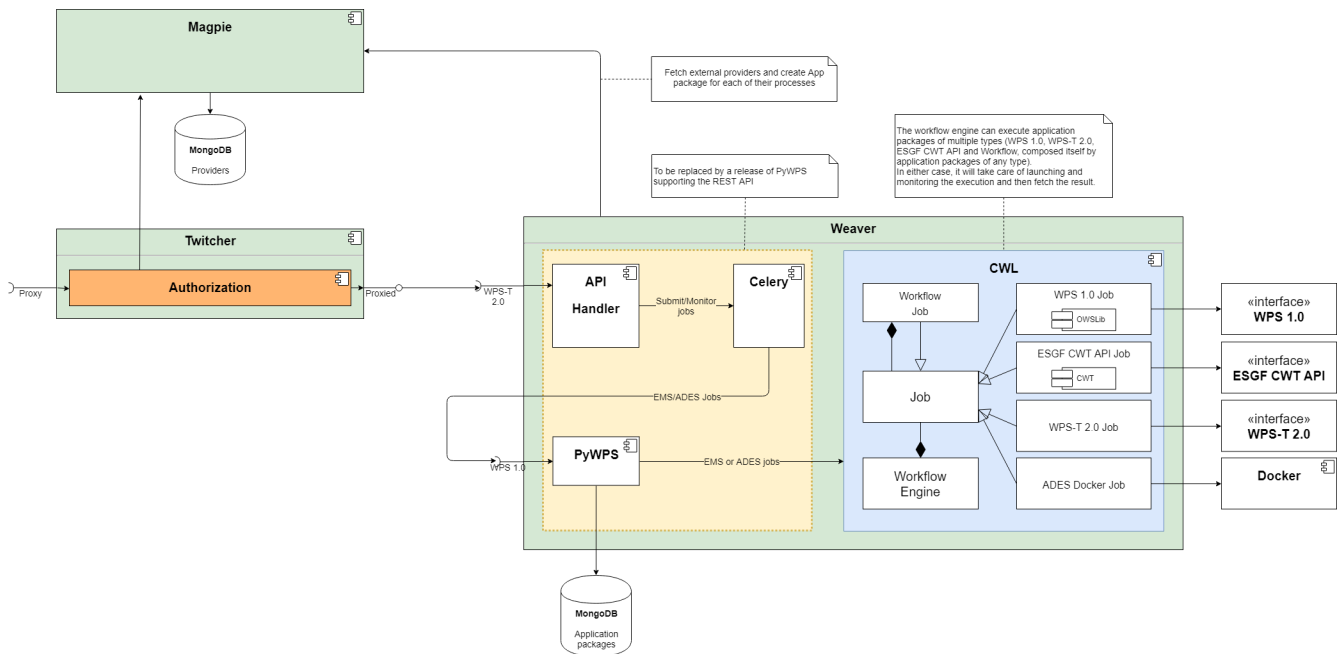 Magpie
MongoDB
Providers
Fetch external providers and create App
package for each of their processes
To be replaced by a release of PyWPS
supporting the REST API
The workflow engine can execute application
packages of multiple types (WPS 1.0, WPS-T 2.0,
ESGF CWT API and Workflow, composed itself by
application packages of any type).
In either case, it will take care of launching and
monitoring the execution and then fetch the result.
Twitcher
Proxy
Authorization
Proxied
WPS-T
2.0
Weaver
API
Handler
Submit/Monitor
jobs
Celery
EMS/ADES Jobs
WPS 1.0
PyWPS
EMS or ADES jobs
MongoDB
Application
packages
CWL
Workflow
Job
Job
Workflow
Engine
WPS 1.0 Job
OWSLib
ESGF CWT API Job
CWT
WPS-T 2.0 Job
ADES Docker Job
«interface»
WPS 1.0
«interface»
ESGF CWT API
«interface»
WPS-T 2.0
Docker